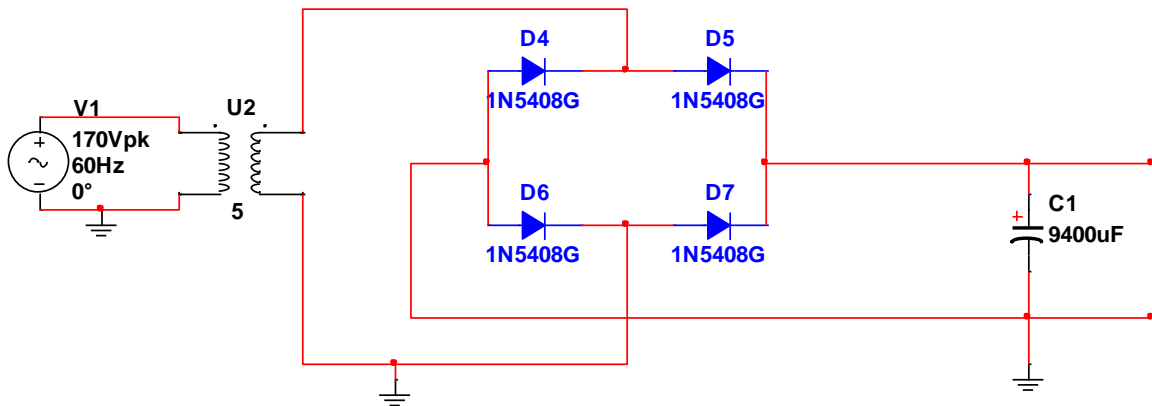 D4
D5
1N5408G
1N5408G
V1
U2
170Vpk
60Hz
0°
5
D6
D7
1N5408G
1N5408G
C1
+
9400uF